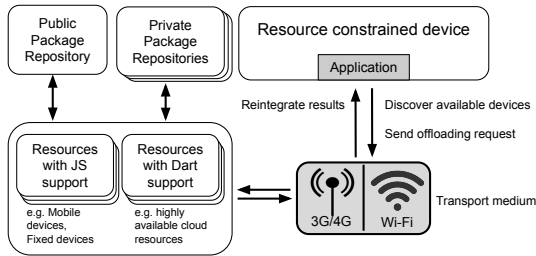 Public
Package
Repository
Private
Package
Repositories
Resource constrained device
Application
Reintegrate results
Discover available devices
Send offloading request
Resources
with JS
support
Resources
with Dart
support
e.g. Mobile
devices,
Fixed devices
e.g. highly
available cloud
resources
3G/4G
Wi-Fi
Transport medium